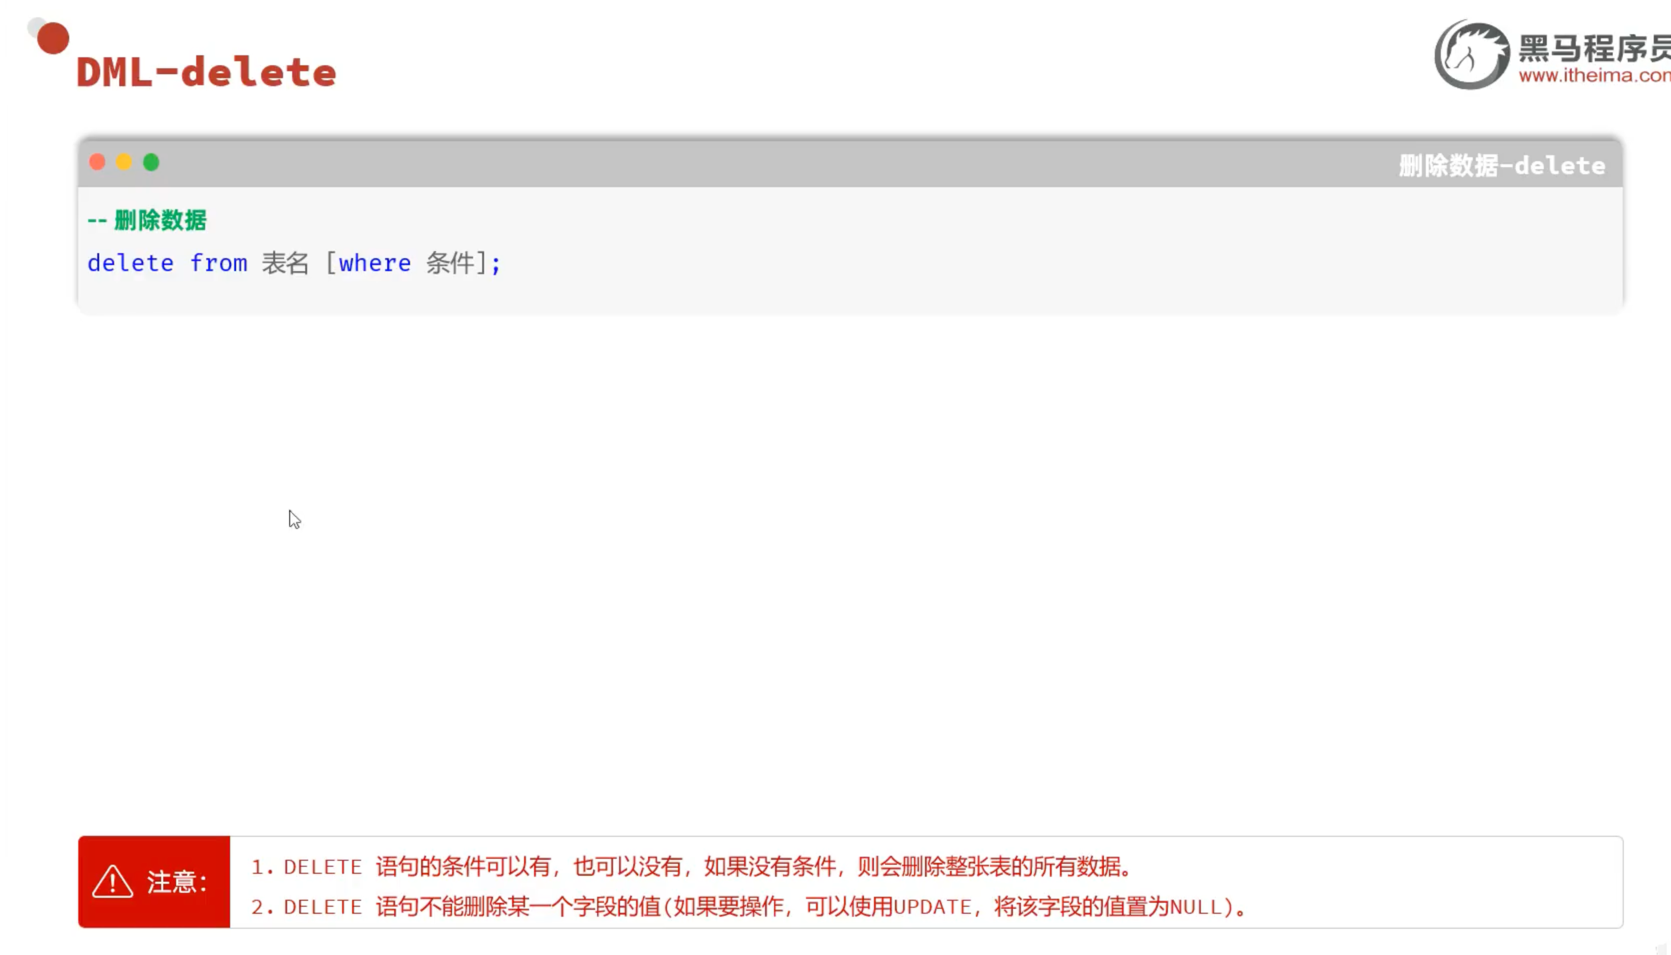 DML-delete
黑马程序员
www.itheima.com
删除数据-delete
-- 删除数据
delete from 表名 [where 条件];
注意：
1. DELETE 语句的条件可以有，也可以没有，如果没有条件，则会删除整张表的所有数据。
2. DELETE 语句不能删除某一个字段的值(如果要操作，可以使用UPDATE，将该字段的值置为NULL)。